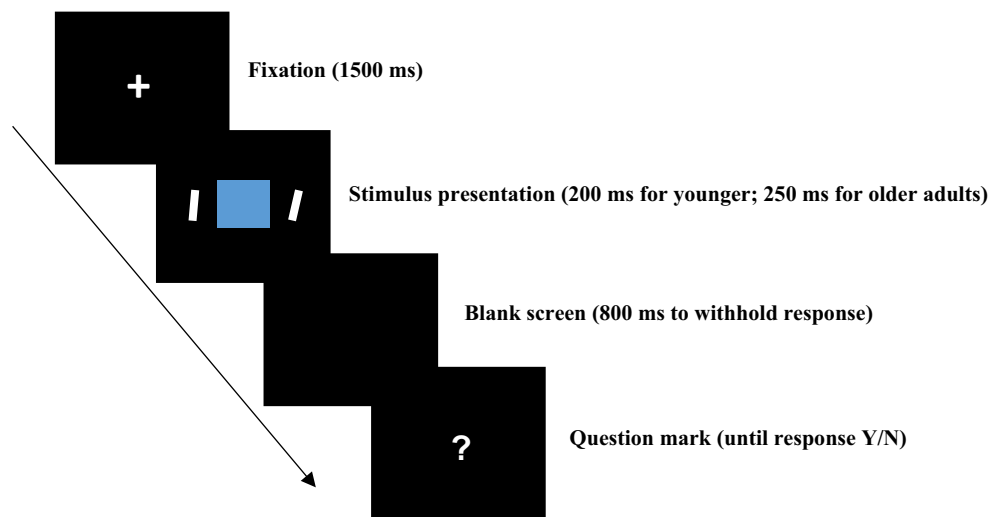 +
Fixation (1500 ms)
Stimulus presentation (200 ms for younger; 250 ms for older adults)
Blank screen (800 ms to withhold response)
?
Question mark (until response Y/N)